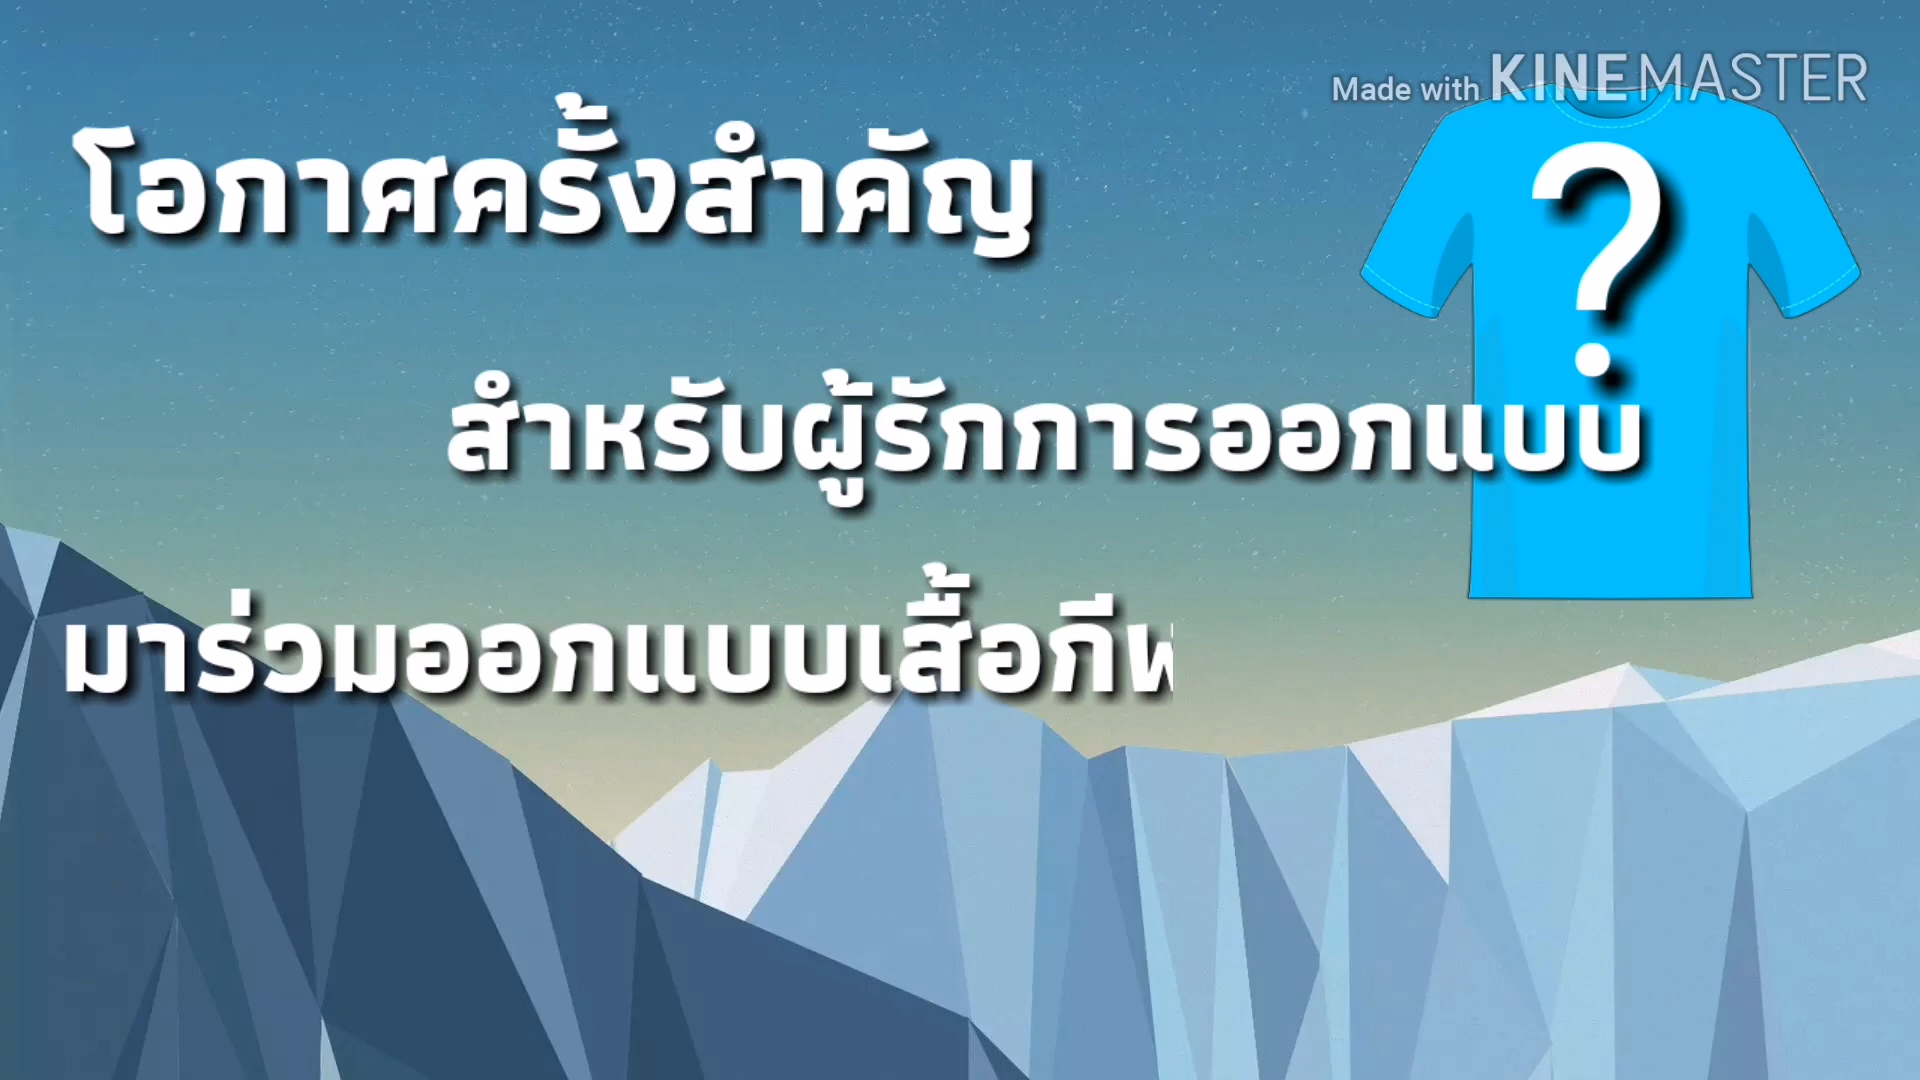 Made with KINEMASTER
โอกาศครั้งสำคัญ
?
สำหรับผู้รักการออกแบบ
มาร่วมออกแบบเสื้อกีฬ